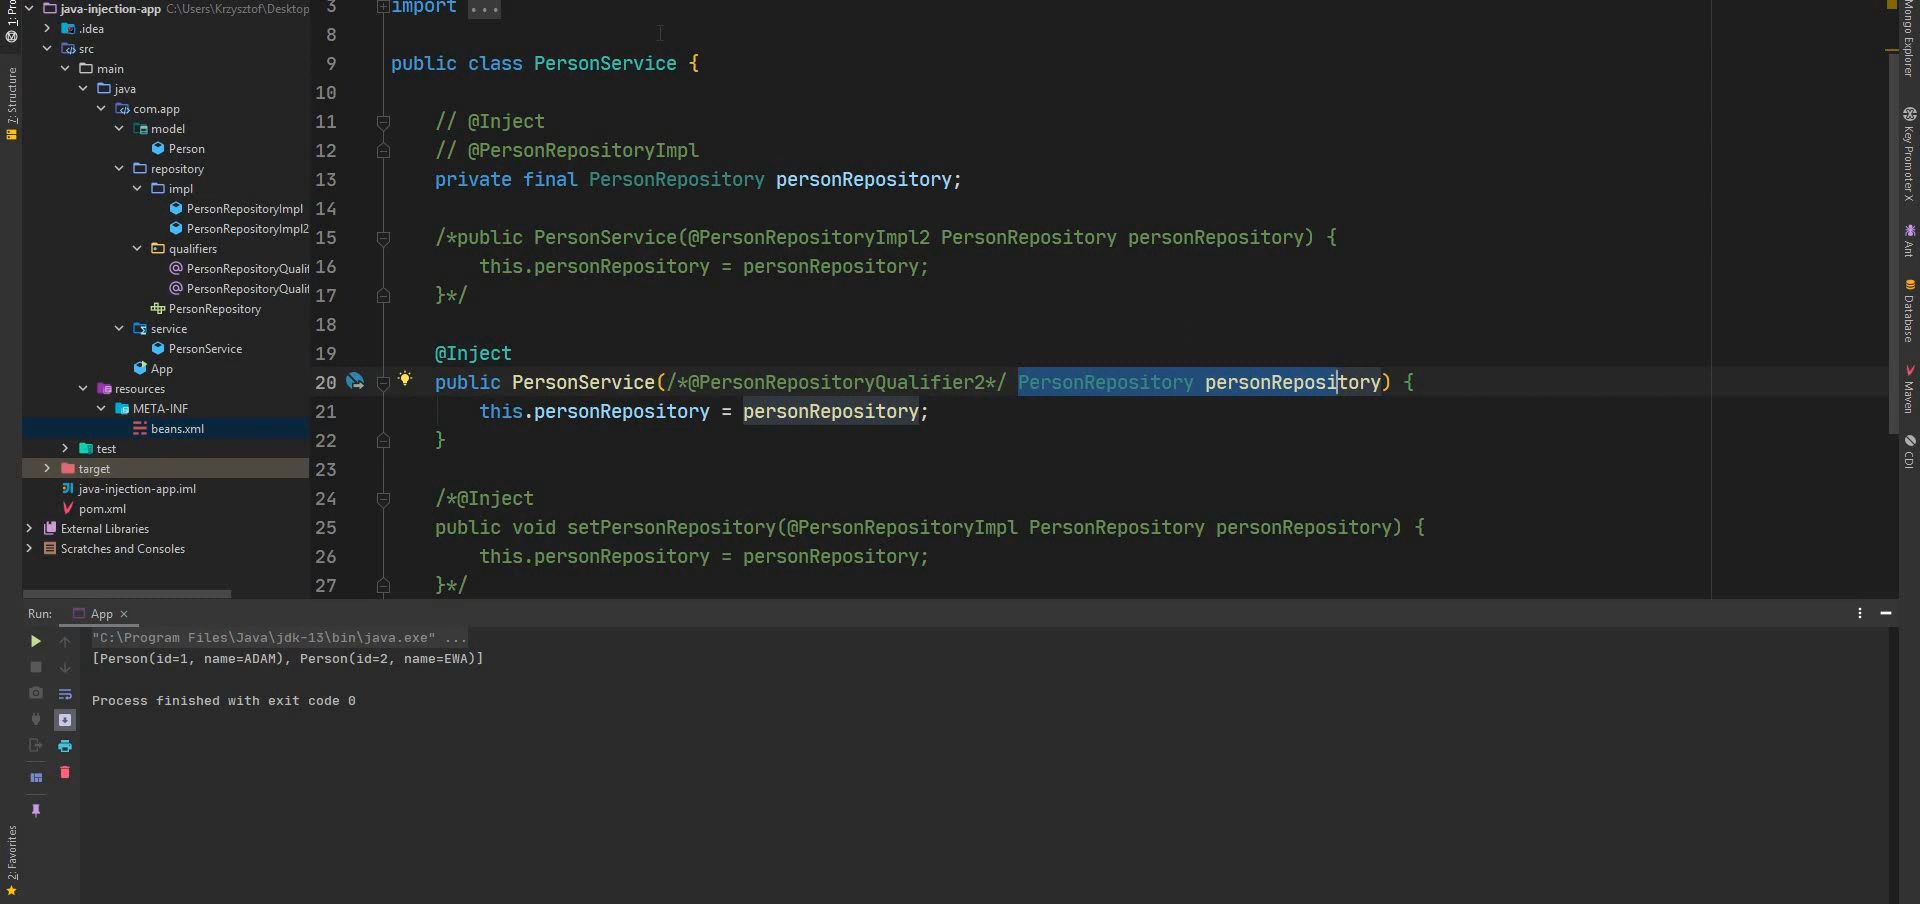 java-injection-app C:\Users\Krzysztof\Desktop
.idea
src
main
java
com.app
model
Person
repository
impl
PersonRepositoryImpl
PersonRepositoryImpl2
qualifiers
PersonRepositoryQualif
PersonRepositoryQualif
PersonRepository
service
PersonService
App
resources
META-INF
beans.xml
test
target
java-injection-app.iml
pom.xml
External Libraries
Scratches and Consoles
7: Structure
2: Favorites
3 import ...
8
9 public class PersonService {
10
11 // @Inject
12 // @PersonRepositoryImpl
13 private final PersonRepository personRepository;
14
15 /*public PersonService(@PersonRepositoryImpl2 PersonRepository personRepository) {
16 this.personRepository = personRepository;
17 }*/
18
19 @Inject
20 public PersonService(/*@PersonRepositoryQualifier2*/ PersonRepository personRepository) {
21 this.personRepository = personRepository;
22 }
23
24 /*@Inject
25 public void setPersonRepository(@PersonRepositoryImpl PersonRepository personRepository) {
26 this.personRepository = personRepository;
27 }*/
Mongo Explorer
Key Promoter X
Ant
Database
Maven
CDI
Run: App
"C:\Program Files\Java\jdk-13\bin\java.exe" ...
[Person(id=1, name=ADAM), Person(id=2, name=EWA)]
Process finished with exit code 0